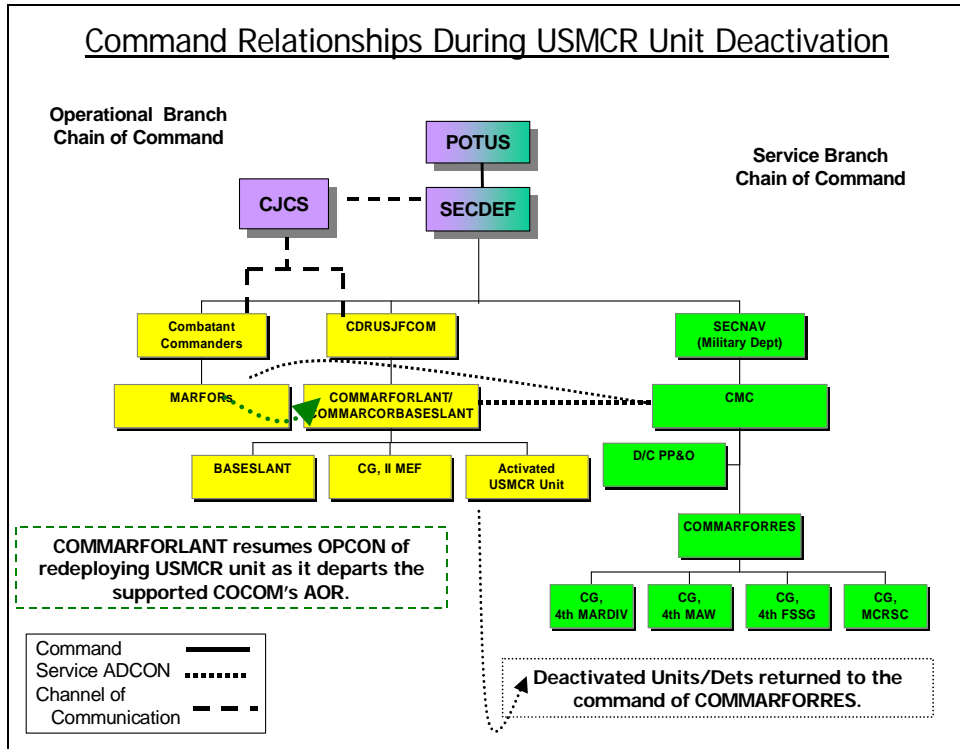 Command Relationships During USMCR Unit Deactivation
Operational Branch
Chain of Command
Service Branch
Chain of Command
POTUS
CJCS
SECDEF
Combatant
Commanders
CDRUSJFCOM
SECNAV
(Military Dept)
MARFORs
COMMARFORLANT/
COMMARCORBASESLANT
CMC
BASESLANT
CG, II MEF
Activated
USMCR Unit
D/C PP&O
COMMARFORRES
COMMARFORLANT resumes OPCON of
redeploying USMCR unit as it departs the
supported COCOM's AOR.
CG,
4th MARDIV
CG,
4th MAW
CG,
4th FSSG
CG,
MCRSC
Command
Service ADCON
Channel of
Communication
Deactivated Units/Dets returned to the
command of COMMARFORRES.